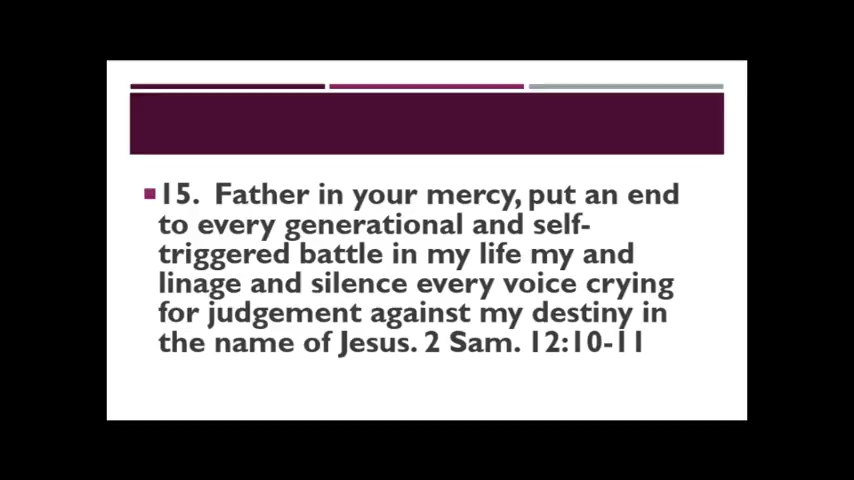 15. Father in your mercy, put an end
to every generational and self-
triggered battle in my life my and
linage and silence every voice crying
for judgement against my destiny in
the name of Jesus. 2 Sam. 12:10-11